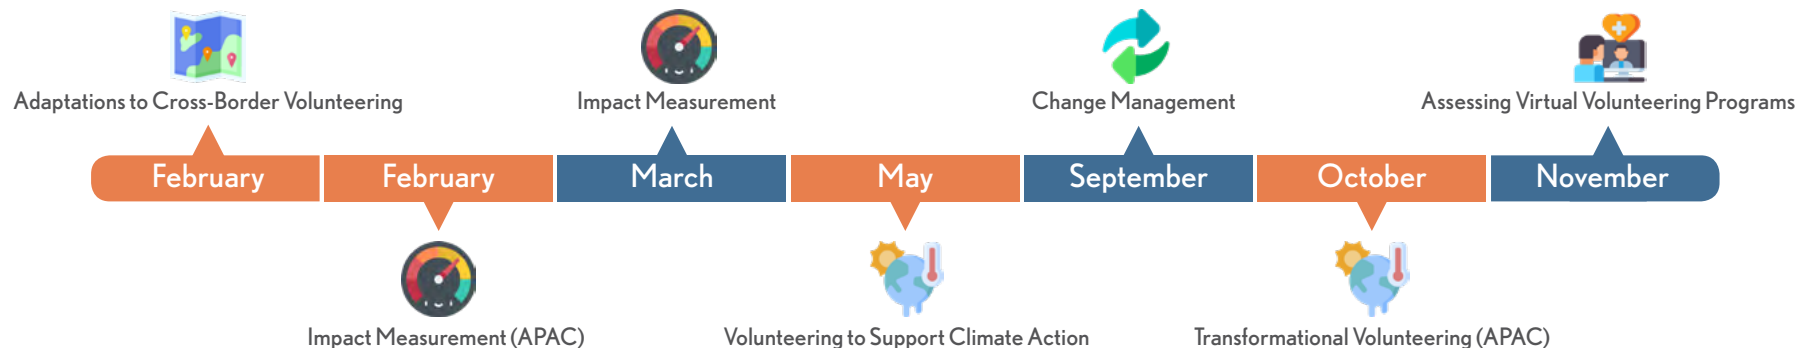 Adaptations to Cross-Border Volunteering
Impact Measurement
Change Management
Assessing Virtual Volunteering Programs
February
February
March
May
September
October
November
Impact Measurement (APAC)
Volunteering to Support Climate Action
Transformational Volunteering (APAC)